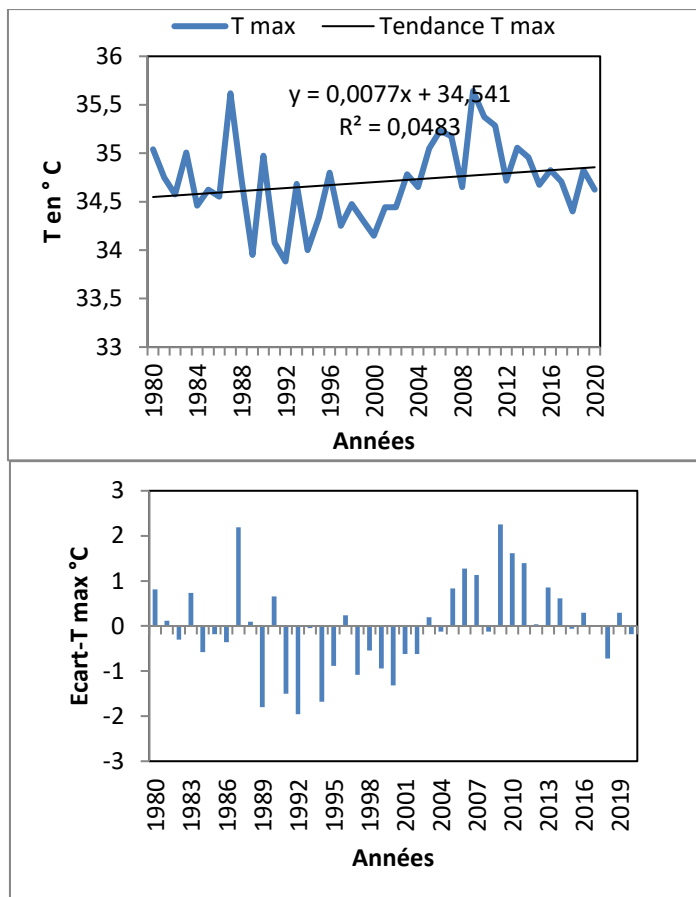 T max Tendance T max
36
35,5
35
34,5
34
33,5
33
T en ° C
y = 0,0077x + 34,541
R² = 0,0483
1980 1984 1988 1992 1996 2000 2004 2008 2012 2016 2020
Années
3
2
1
0
-1
-2
-3
Ecart-T max °C
1980 1983 1986 1989 1992 1995 1998 2001 2004 2007 2010 2013 2016 2019
Années